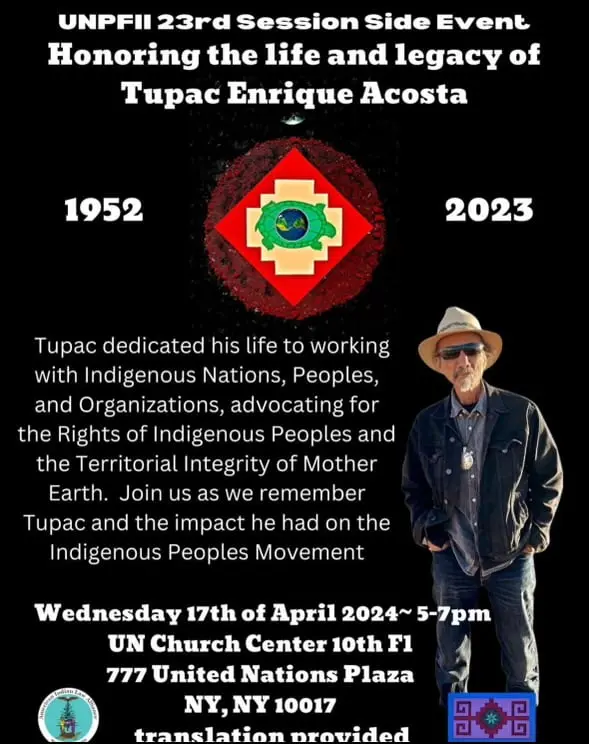 UNPFII 23rd Session Side Event
Honoring the life and legacy of
Tupac Enrique Acosta
1952
2023
Tupac dedicated his life to working
with Indigenous Nations, Peoples,
and Organizations, advocating for
the Rights of Indigenous Peoples and
the Territorial Integrity of Mother
Earth. Join us as we remember
Tupac and the impact he had on the
Indigenous Peoples Movement
Wednesday 17th of April 2024~ 5-7pm
UN Church Center 10th Fl
777 United Nations Plaza
NY, NY 10017
translation provided
American Indian Law Alliance